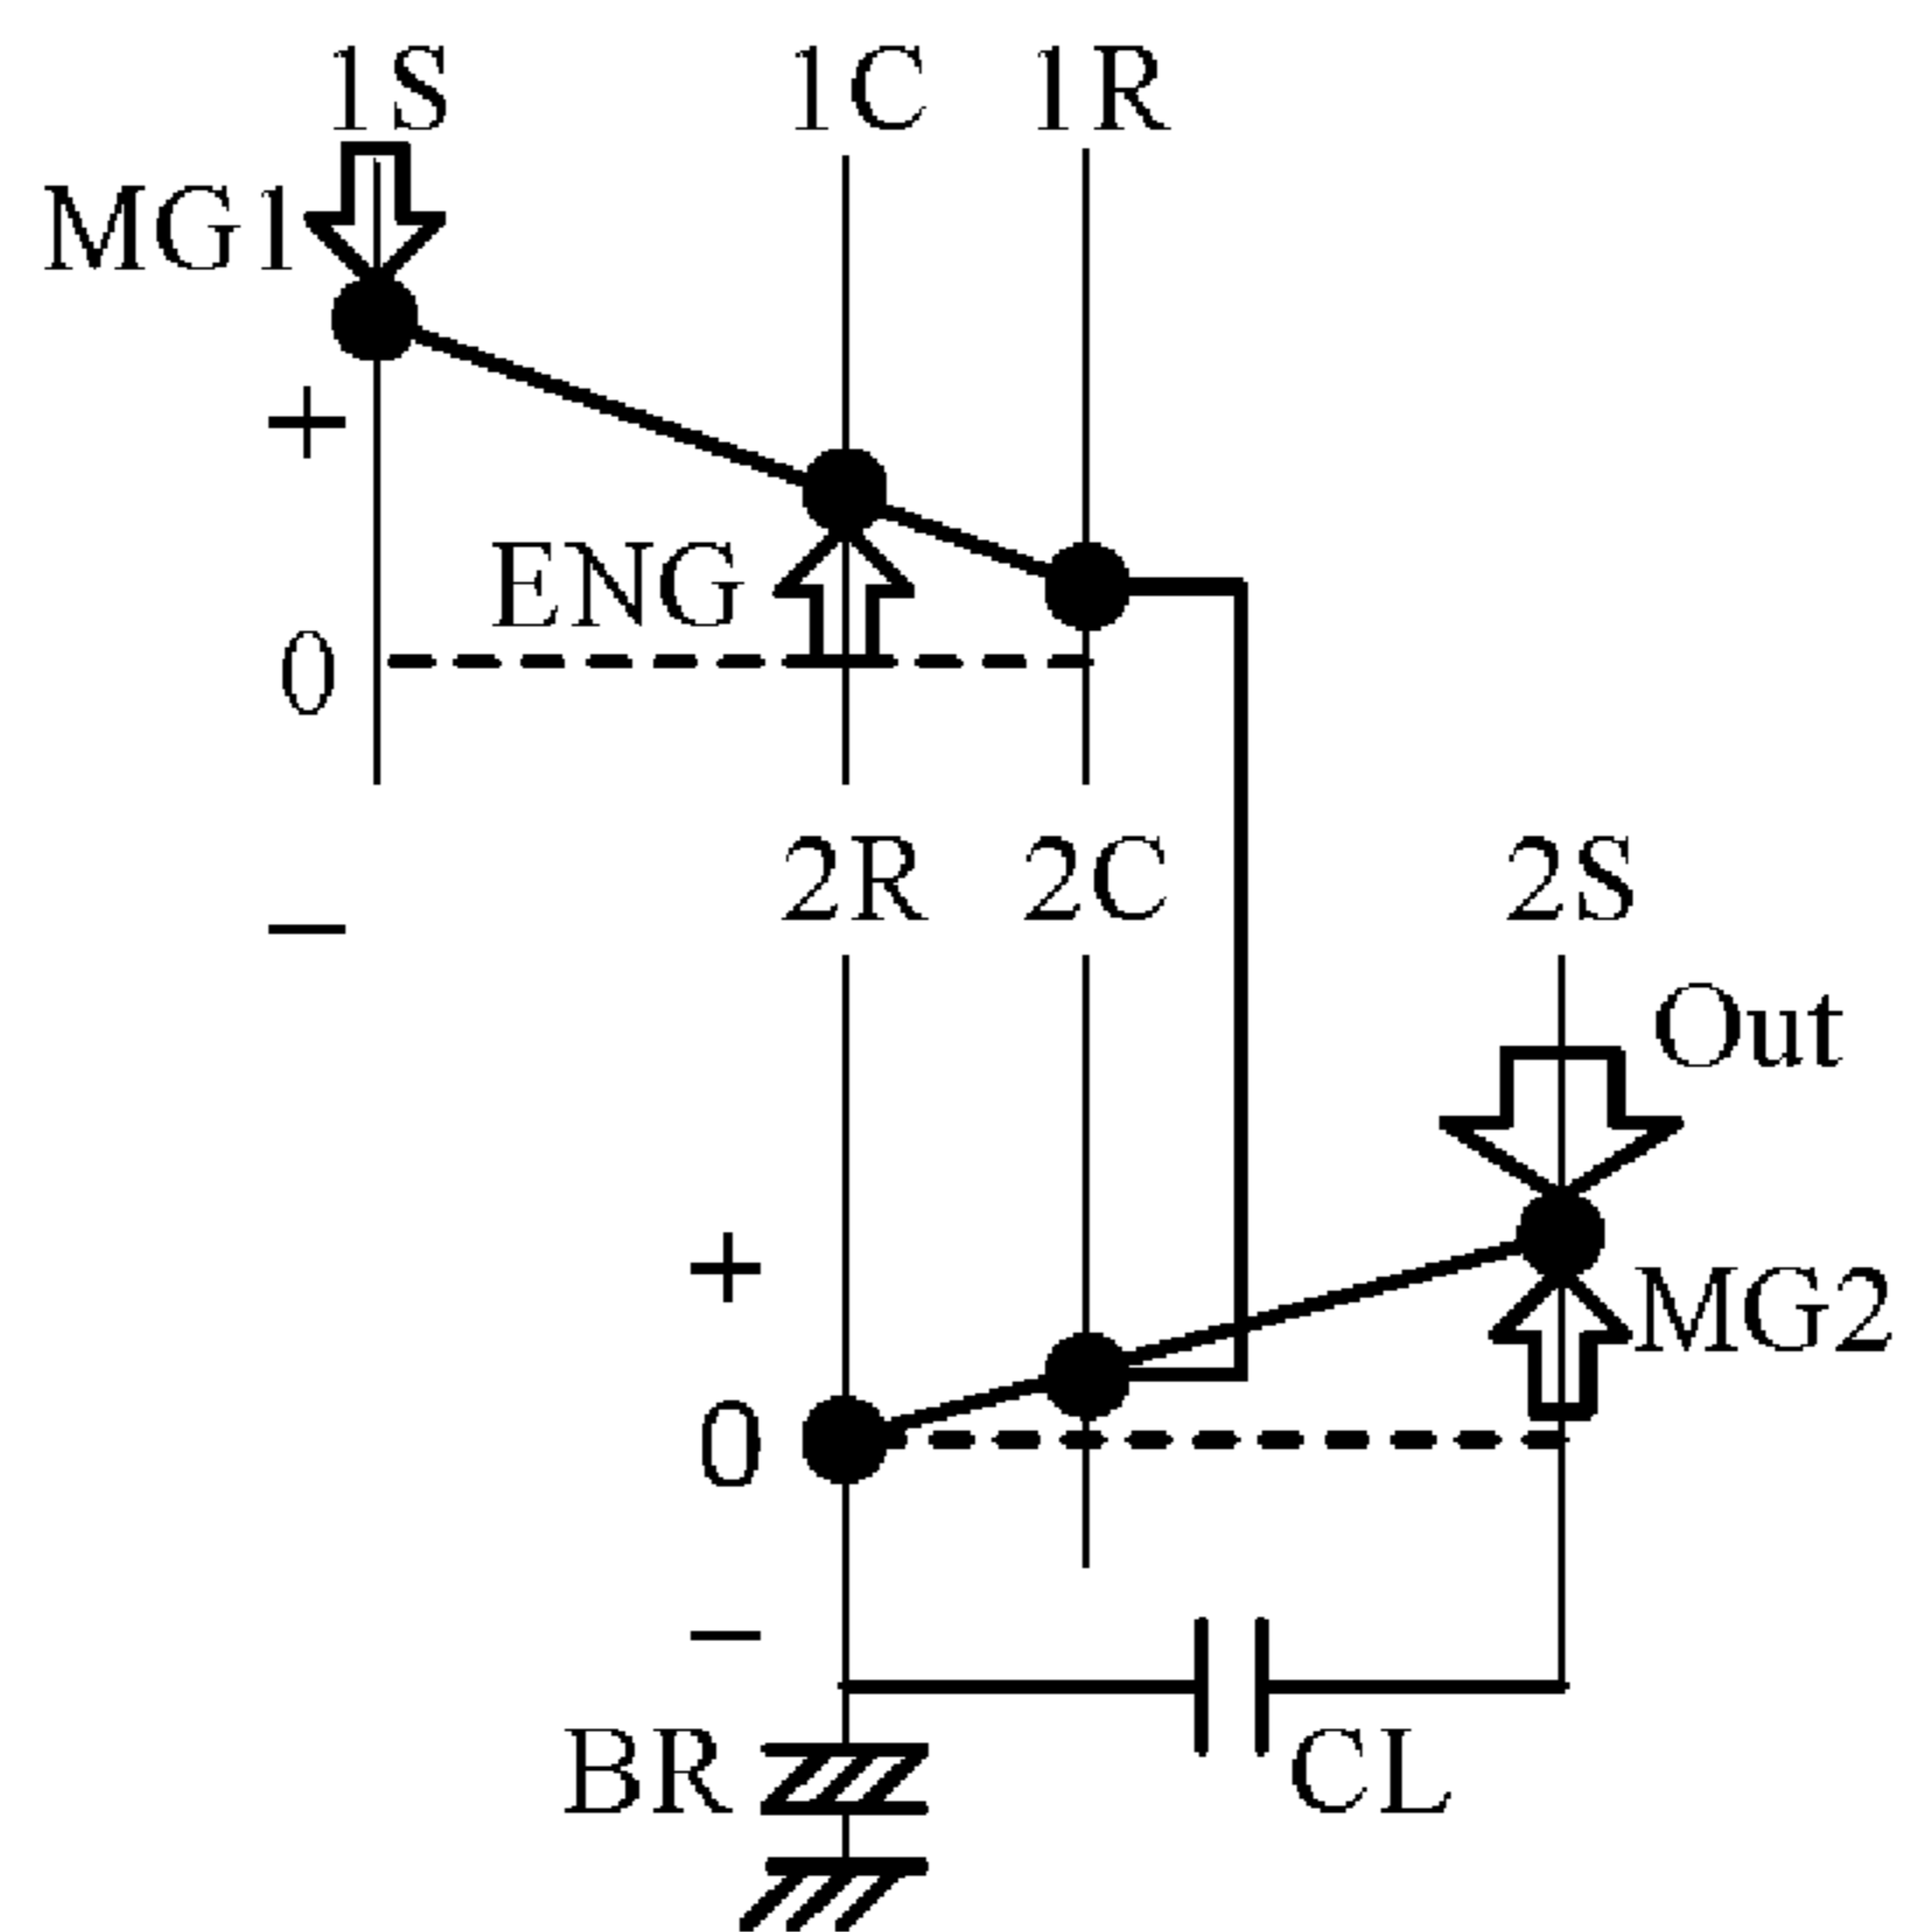 1S 1C 1R
MG1
+
ENG
0
2R 2C 2S
−
Out
+
MG2
0
−
BR CL